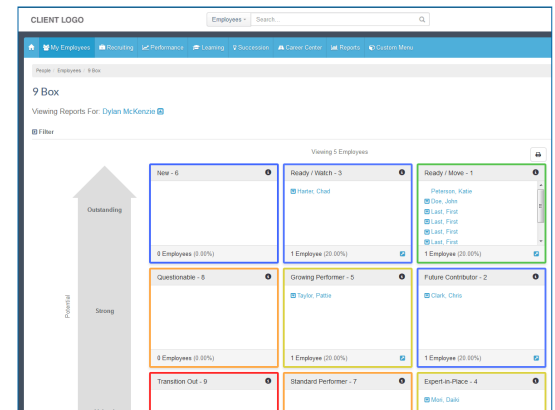 CLIENT LOGO
Employees
Search...
My Employees Recruiting Performance Learning Succession Career Center Reports Custom Menu
People / Employees / 9 Box
9 Box
Viewing Reports For: Dylan McKenzie
Filter
Viewing 5 Employees
New - 6
Ready / Watch - 3
Ready / Move - 1
Harter, Chad
Peterson, Katie
Doe, John
Last, First
Last, First
Last, First
Last, First
Outstanding
0 Employees (0.00%)
1 Employee (20.00%)
1 Employee (20.00%)
Questionable - 8
Growing Performer - 5
Future Contributor - 2
Taylor, Pattie
Clark, Chris
Potential
Strong
0 Employees (0.00%)
1 Employee (20.00%)
1 Employee (20.00%)
Transition Out - 9
Standard Performer - 7
Expert-in-Place - 4